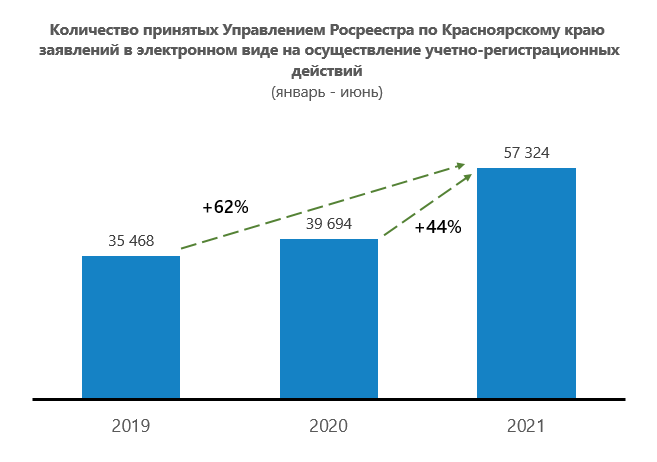 Количество принятых Управлением Росреестра по Красноярскому краю
заявлений в электронном виде на осуществление учетно-регистрационных
действий
(январь - июнь)
57 324
+62%
+44%
39 694
35 468
2019
2020
2021